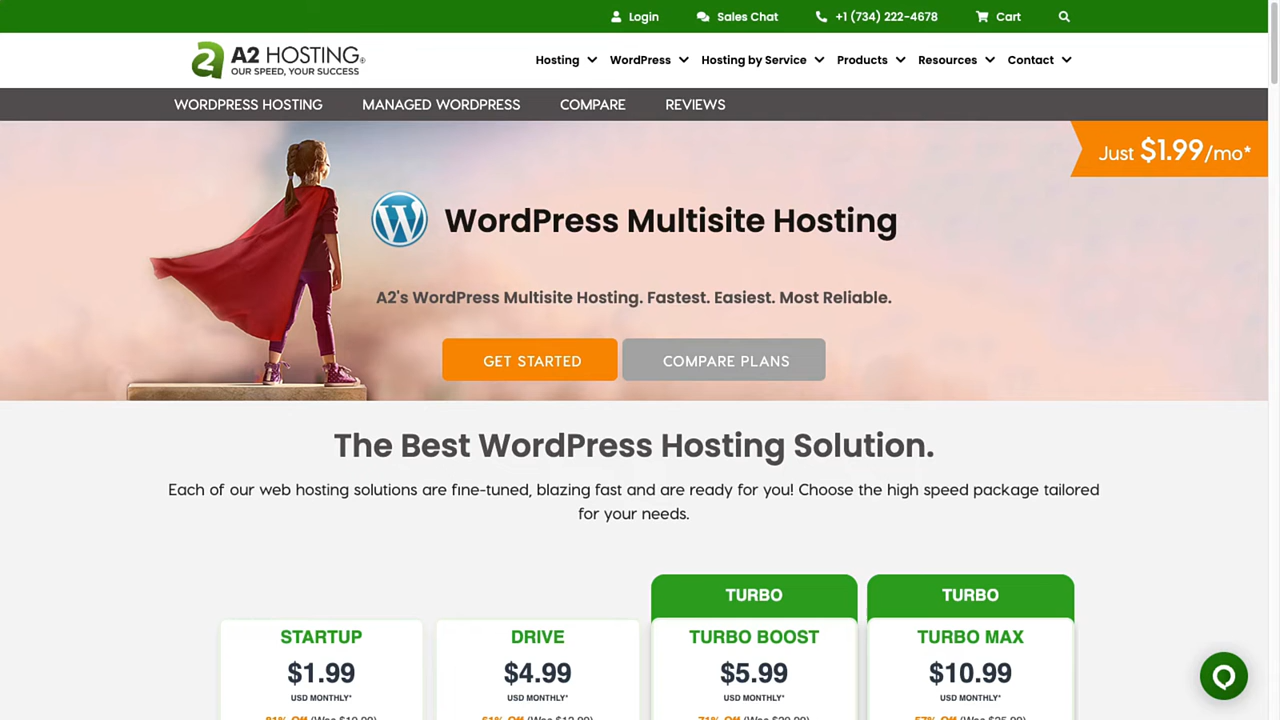 Login Sales Chat +1 (734) 222-4678 Cart
A2 HOSTING®
OUR SPEED, YOUR SUCCESS
Hosting WordPress Hosting by Service Products Resources Contact
WORDPRESS HOSTING MANAGED WORDPRESS COMPARE REVIEWS
Just $1.99/mo*
WordPress Multisite Hosting
A2's WordPress Multisite Hosting. Fastest. Easiest. Most Reliable.
GET STARTED COMPARE PLANS
The Best WordPress Hosting Solution.
Each of our web hosting solutions are fine-tuned, blazing fast and are ready for you! Choose the high speed package tailored
for your needs.
TURBO TURBO
STARTUP DRIVE TURBO BOOST TURBO MAX
$1.99 $4.99 $5.99 $10.99
USD MONTHLY* USD MONTHLY* USD MONTHLY* USD MONTHLY*